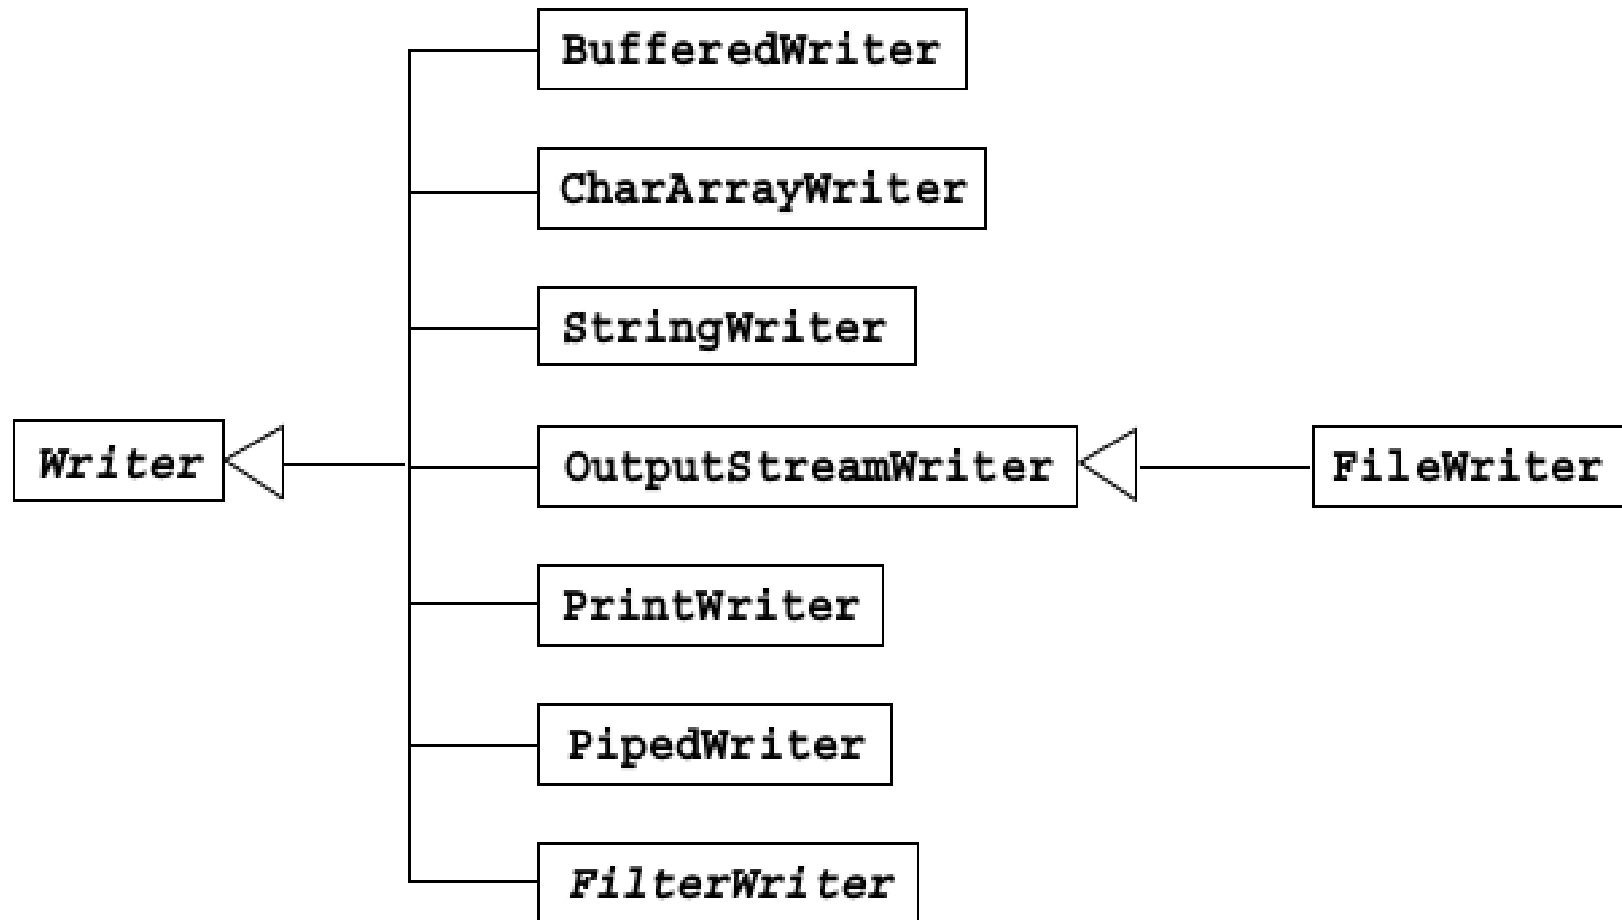 BufferedWriter
CharArrayWriter
StringWriter
Writer
OutputStreamWriter
FileWriter
PrintWriter
PipedWriter
FilterWriter